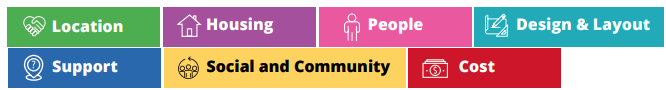 Location Housing People Design & Layout
Support Social and Community Cost